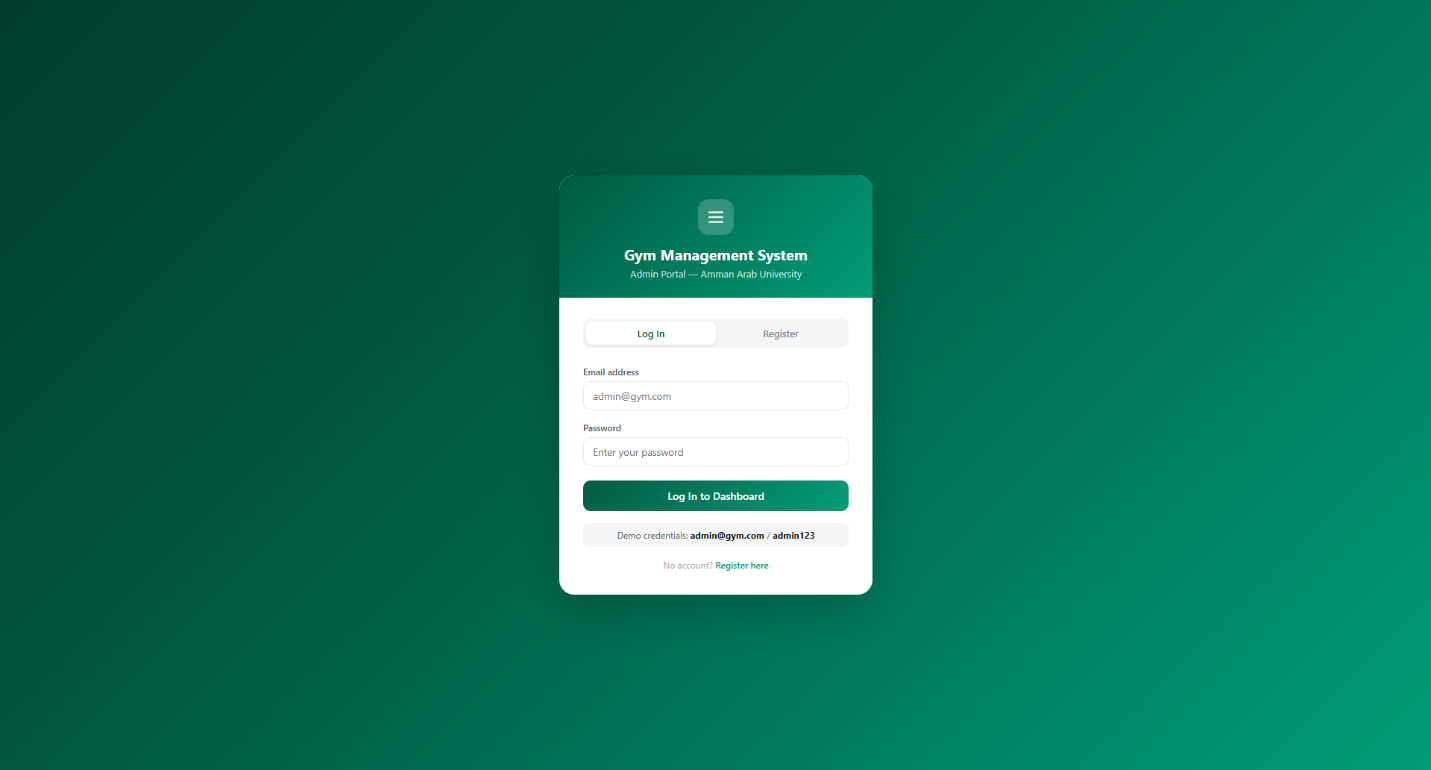 Gym Management System
Admin Portal — Amman Arab University
Log In
Register
Email address
admin@gym.com
Password
Enter your password
Log In to Dashboard
Demo credentials: admin@gym.com / admin123
No account? Register here